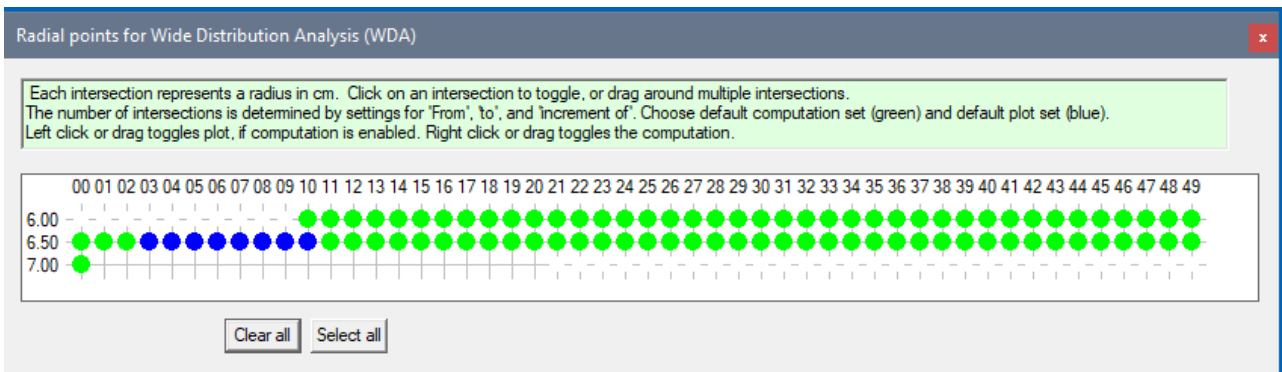 Radial points for Wide Distribution Analysis (WDA)
x
Each intersection represents a radius in cm. Click on an intersection to toggle, or drag around multiple intersections.
The number of intersections is determined by settings for 'From', 'to', and 'increment of'. Choose default computation set (green) and default plot set (blue).
Left click or drag toggles plot, if computation is enabled. Right click or drag toggles the computation.
00 01 02 03 04 05 06 07 08 09 10 11 12 13 14 15 16 17 18 19 20 21 22 23 24 25 26 27 28 29 30 31 32 33 34 35 36 37 38 39 40 41 42 43 44 45 46 47 48 49
6.00
6.50
7.00
Clear all Select all